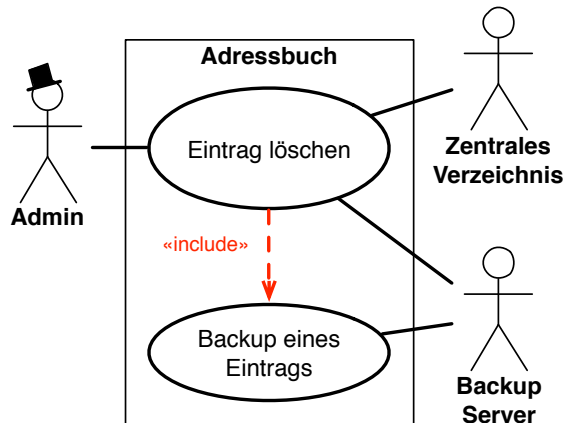 Adressbuch
Eintrag löschen
Zentrales
Verzeichnis
Admin
«include»
Backup eines
Eintrags
Backup
Server